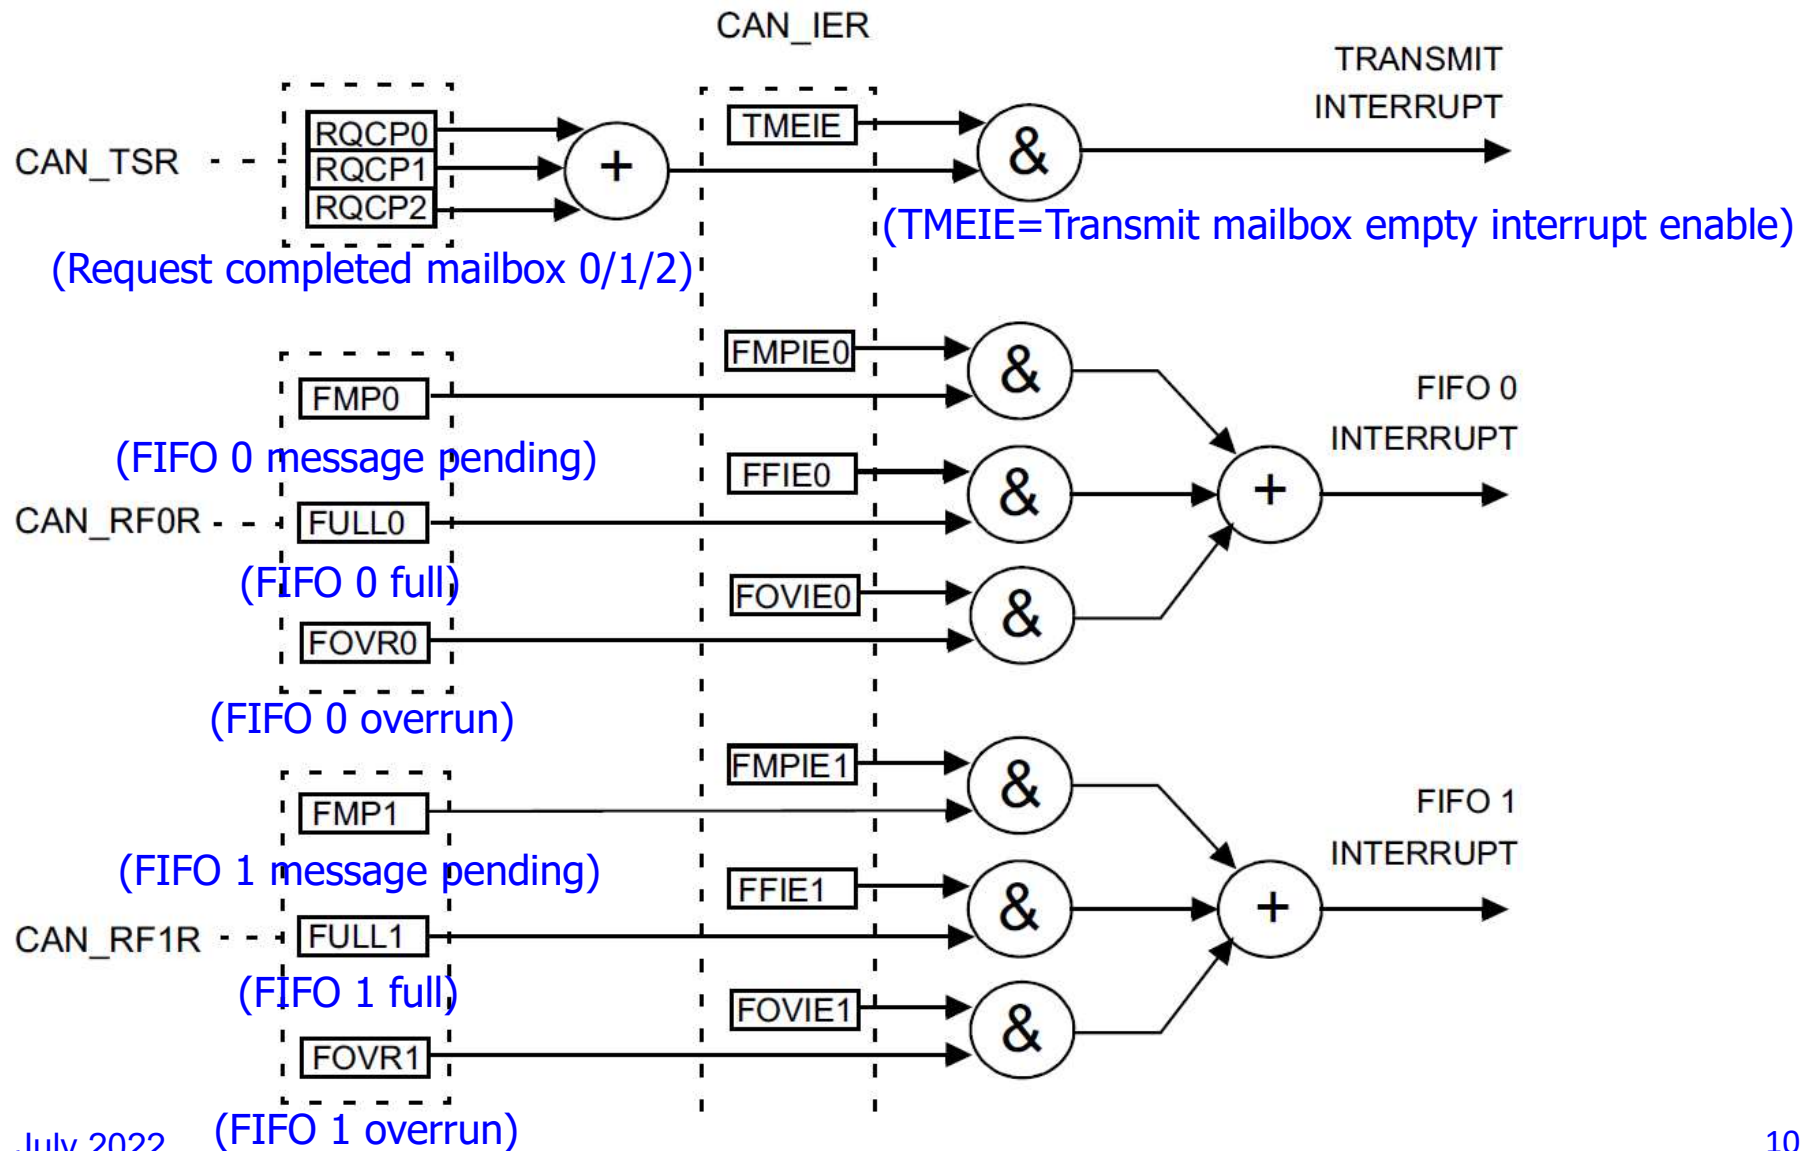 CAN_IER
TRANSMIT
INTERRUPT
CAN_TSR
RQCP0
RQCP1
RQCP2
+
TMEIE
&
(TMEIE=Transmit mailbox empty interrupt enable)
(Request completed mailbox 0/1/2)
FMPIE0
&
FMP0
FIFO 0
INTERRUPT
(FIFO 0 message pending)
FFIE0
&
+
CAN_RF0R
FULL0
(FIFO 0 full)
FOVIE0
&
FOVR0
(FIFO 0 overrun)
FMPIE1
&
FMP1
FIFO 1
INTERRUPT
(FIFO 1 message pending)
FFIE1
&
+
CAN_RF1R
FULL1
(FIFO 1 full)
FOVIE1
&
FOVR1
(FIFO 1 overrun)
July 2022
10